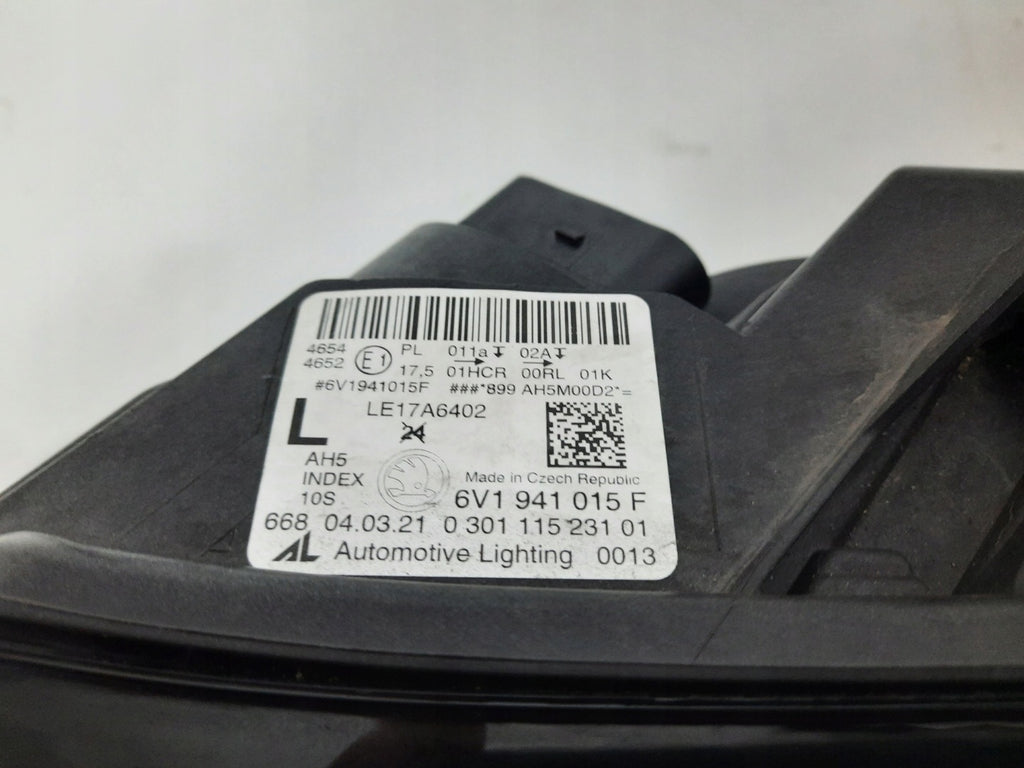 4654 PL 011a 02A
4652 E1 17,5 01HCR 00RL 01K
#6V1941015F ###*899 AH5M00D2*=
LE17A6402
L
AH5
INDEX Made in Czech Republic
10S 6V1 941 015 F
668 04.03.21 0 301 115 231 01
AL Automotive Lighting 0013